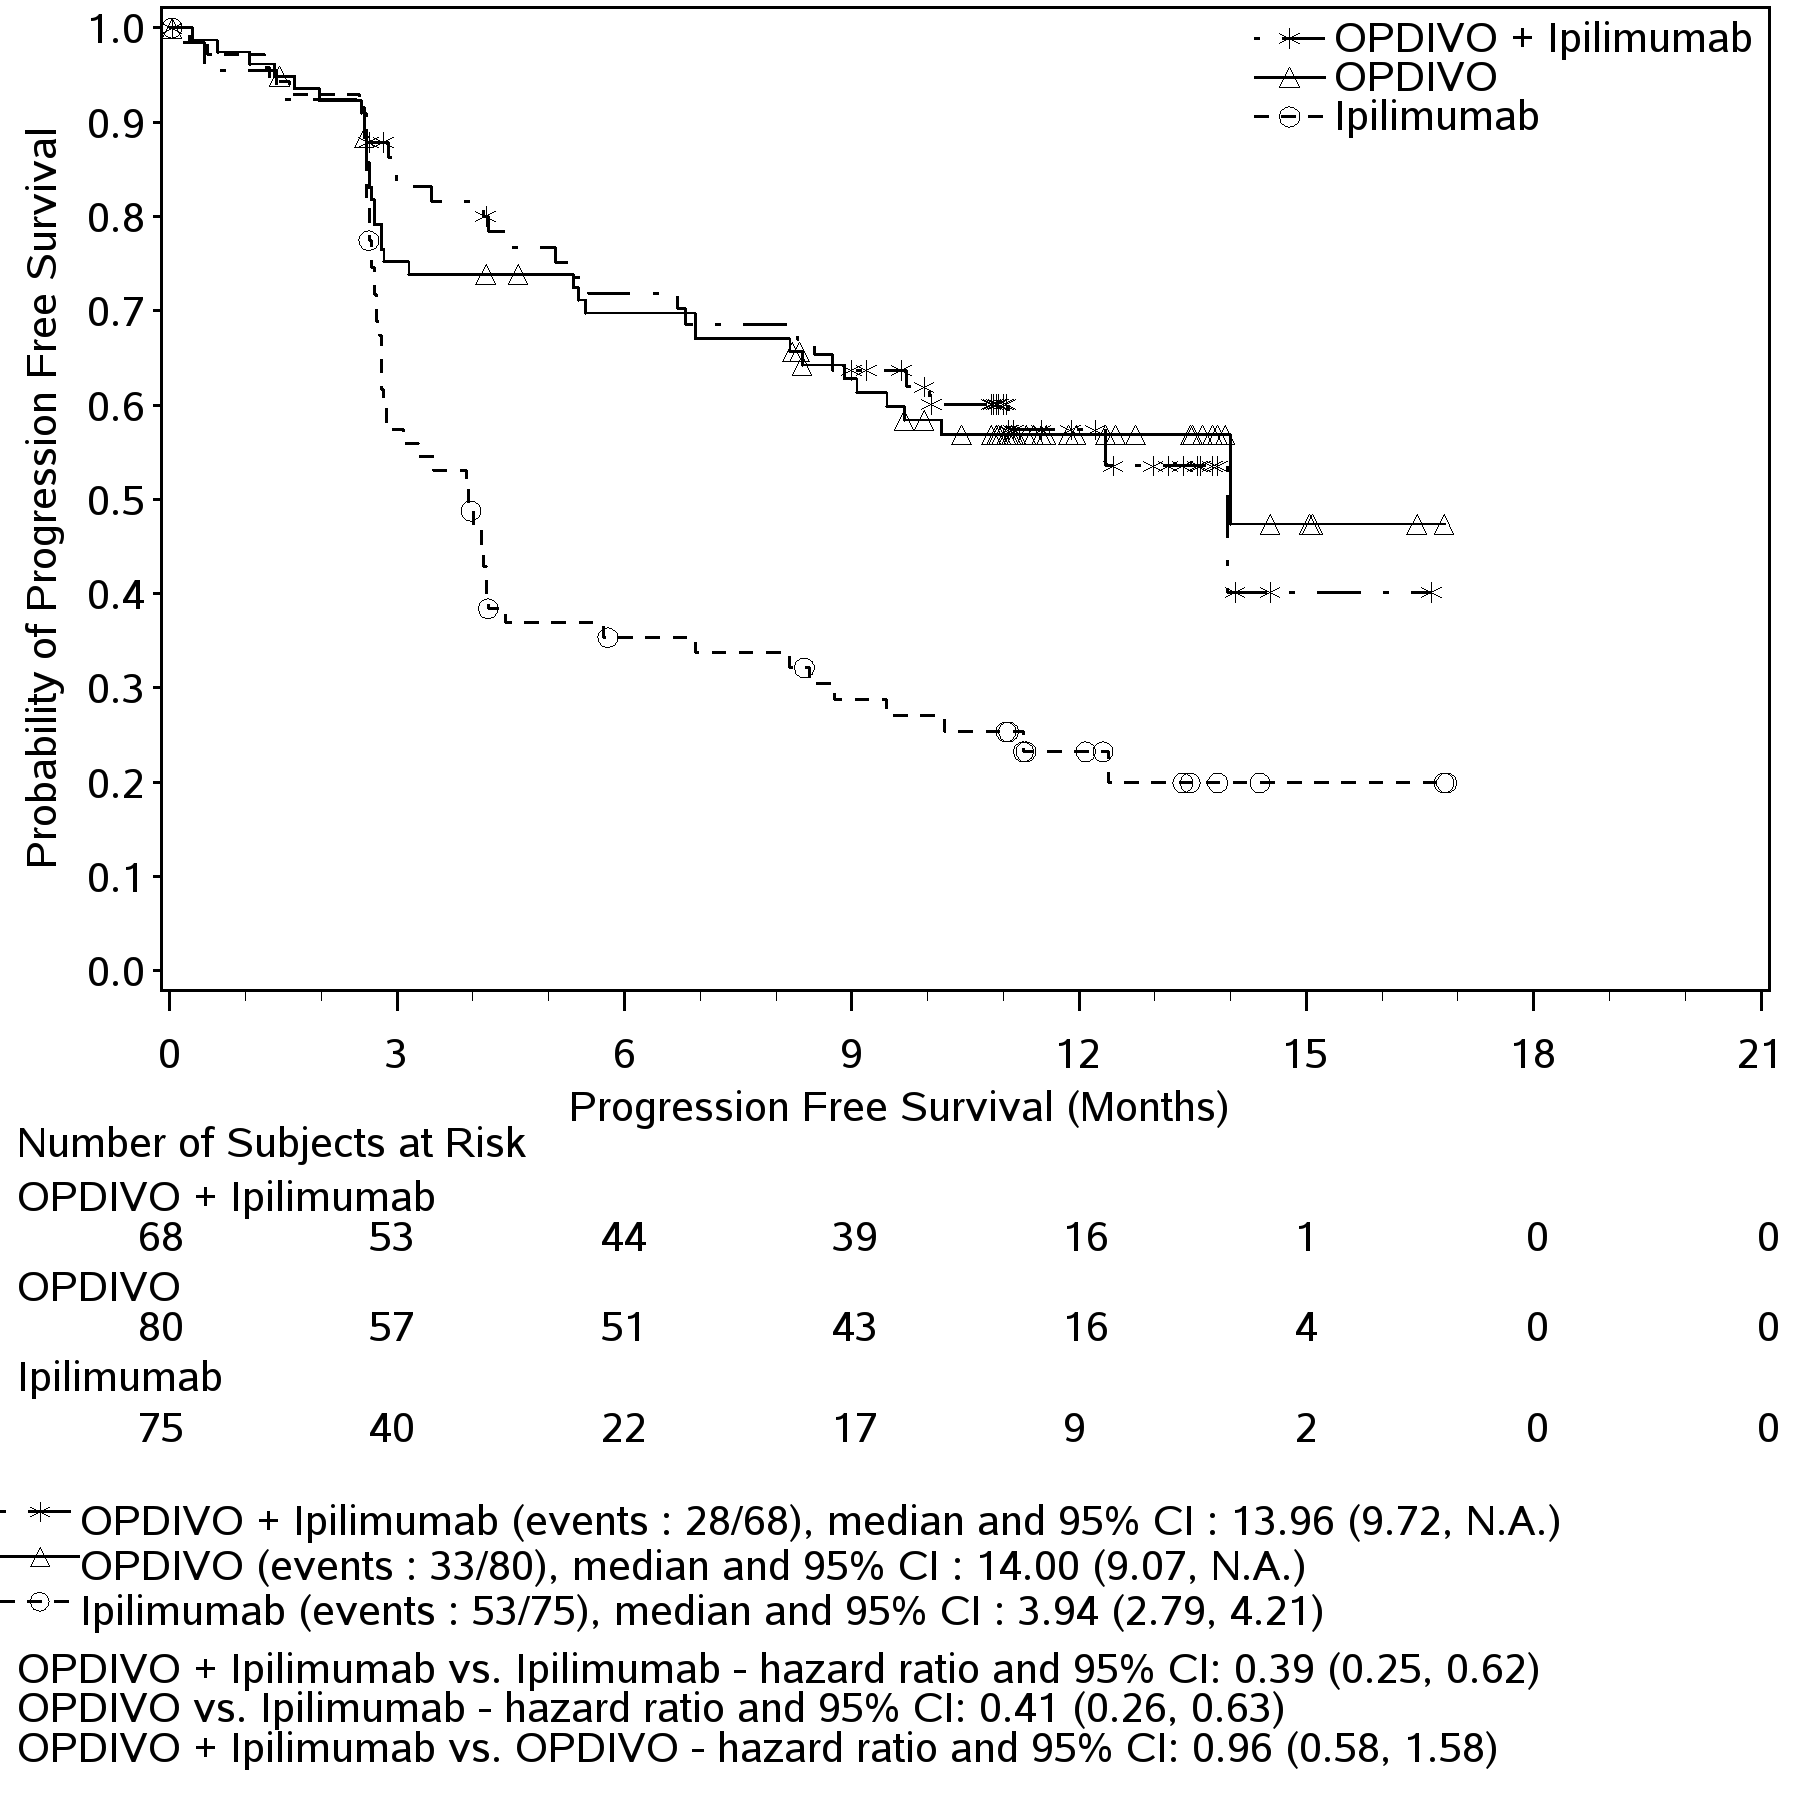 OPDIVO + Ipilimumab
OPDIVO
Ipilimumab
Probability of Progression Free Survival
1.0
0.9
0.8
0.7
0.6
0.5
0.4
0.3
0.2
0.1
0.0
0 3 6 9 12 15 18 21
Progression Free Survival (Months)
Number of Subjects at Risk
OPDIVO + Ipilimumab
68 53 44 39 16 1 0 0
OPDIVO
80 57 51 43 16 4 0 0
Ipilimumab
75 40 22 17 9 2 0 0
OPDIVO + Ipilimumab (events : 28/68), median and 95% CI : 13.96 (9.72, N.A.)
OPDIVO (events : 33/80), median and 95% CI : 14.00 (9.07, N.A.)
Ipilimumab (events : 53/75), median and 95% CI : 3.94 (2.79, 4.21)
OPDIVO + Ipilimumab vs. Ipilimumab - hazard ratio and 95% CI: 0.39 (0.25, 0.62)
OPDIVO vs. Ipilimumab - hazard ratio and 95% CI: 0.41 (0.26, 0.63)
OPDIVO + Ipilimumab vs. OPDIVO - hazard ratio and 95% CI: 0.96 (0.58, 1.58)